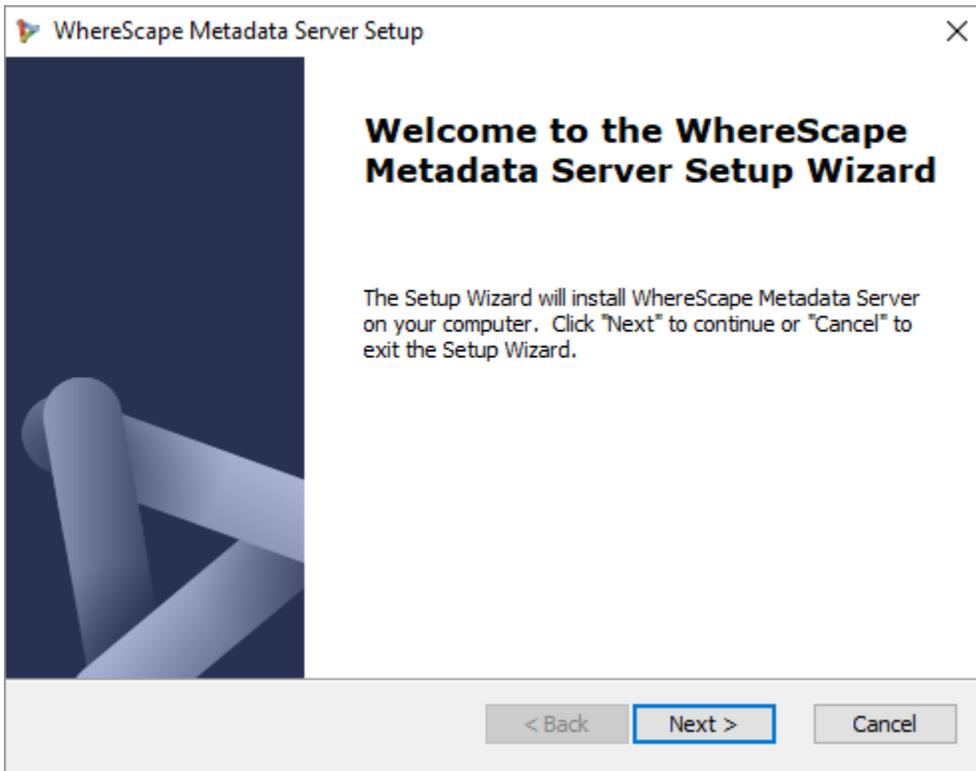 WhereScape Metadata Server Setup
Welcome to the WhereScape
Metadata Server Setup Wizard
The Setup Wizard will install WhereScape Metadata Server
on your computer.  Click "Next" to continue or "Cancel" to
exit the Setup Wizard.
< Back
Next >
Cancel